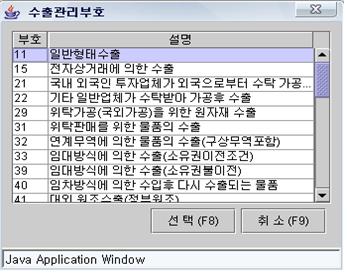 수출관리부호
부호 설명
11 일반형태수출
15 전자상거래에 의한 수출
21 국내 외국인 투자업체가 외국으로부터 수탁 가공...
22 기타 일반업체가 수탁받아 가공후 수출
29 위탁가공(국외가공)을 위한 원자재 수출
31 위탁판매를 위한 물품의 수출
32 연계무역에 의한 물품의 수출(구상무역포함)
33 임대방식에 의한 수출(소유권이전조건)
39 임대방식에 의한 수출(소유권불이전)
40 임차방식에 의한 수입후 다시 수출되는 물품
41 대외 원조수출(정부원조)
선 택 (F8) 취 소 (F9)
Java Application Window